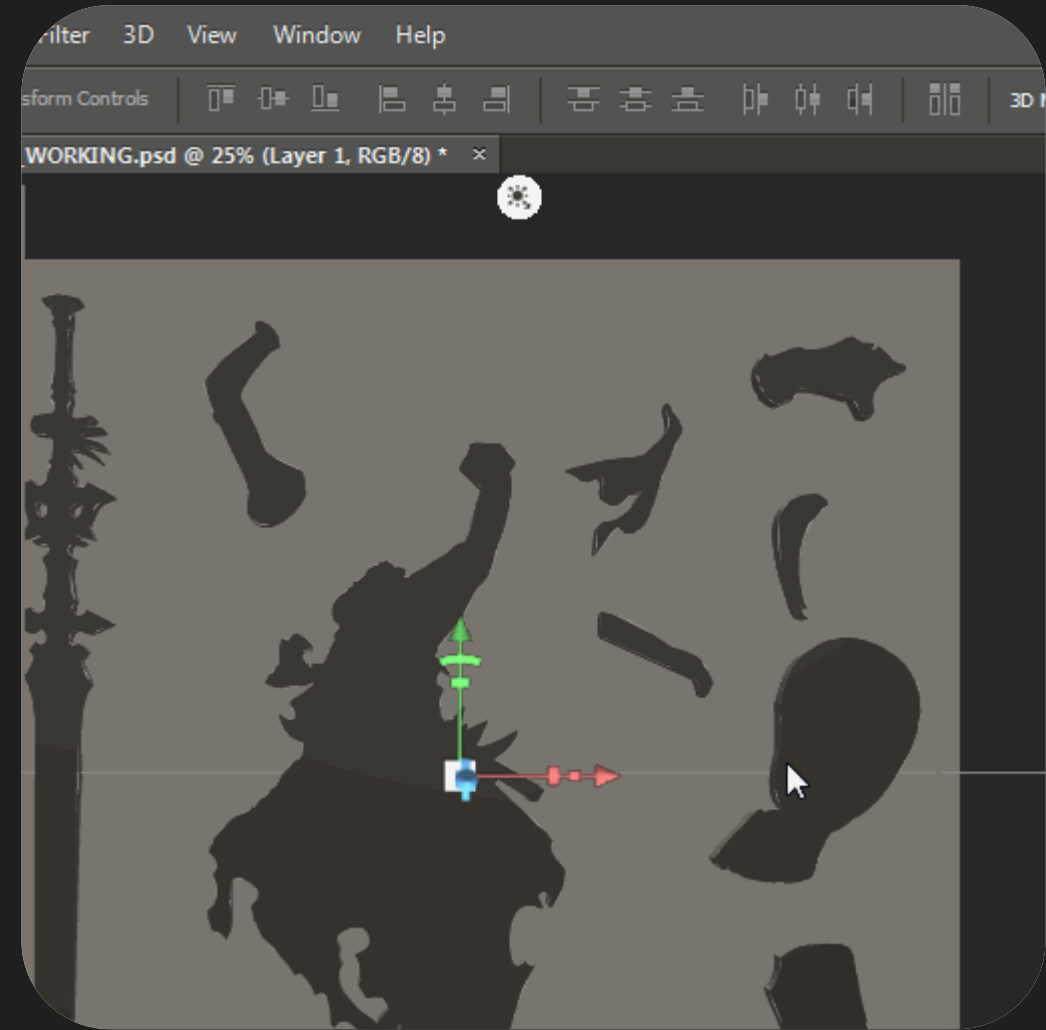 Filter 3D View Window Help
sform Controls 3D M
_WORKING.psd @ 25% (Layer 1, RGB/8) * ×